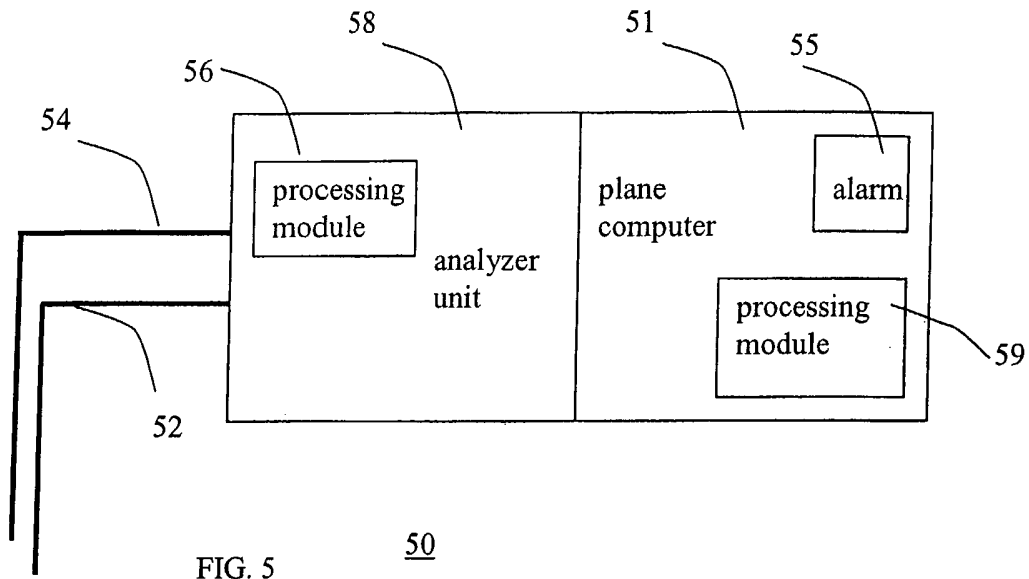 58
51
55
56
54
processing
module
plane
computer
alarm
analyzer
unit
processing
module
59
52
50
FIG. 5